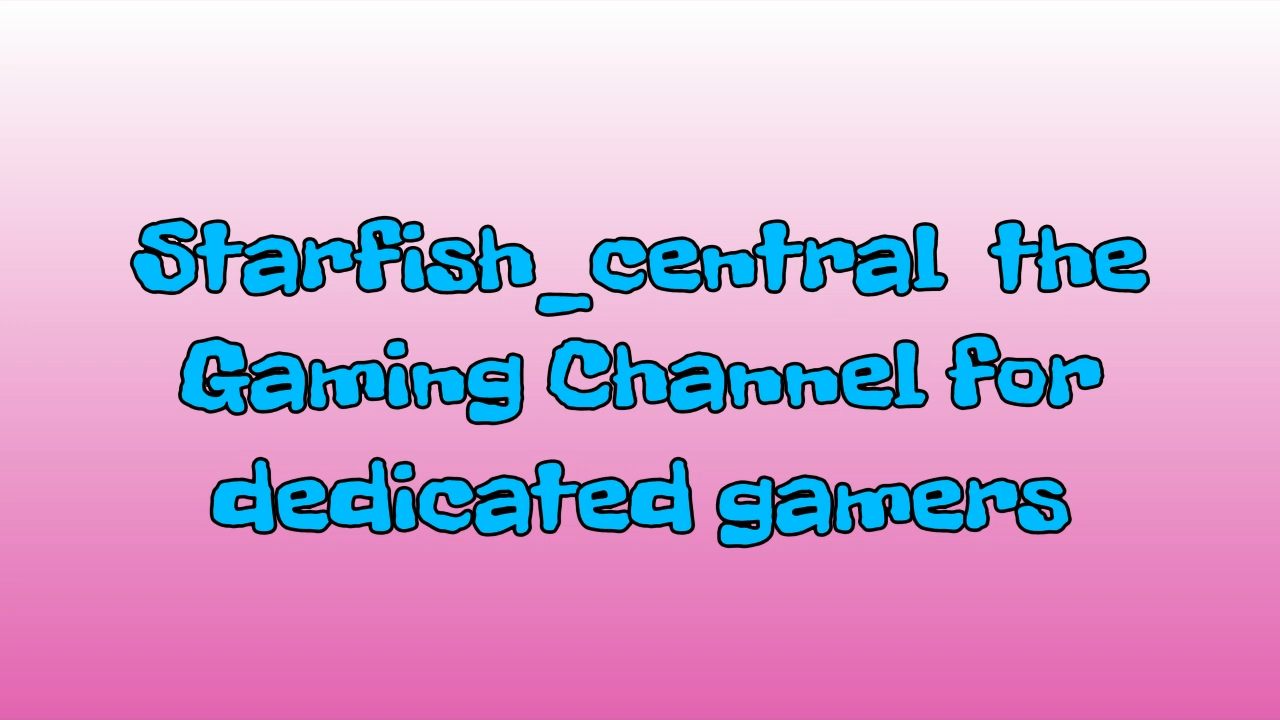 Starfish_central  the
Gaming Channel for
dedicated gamers